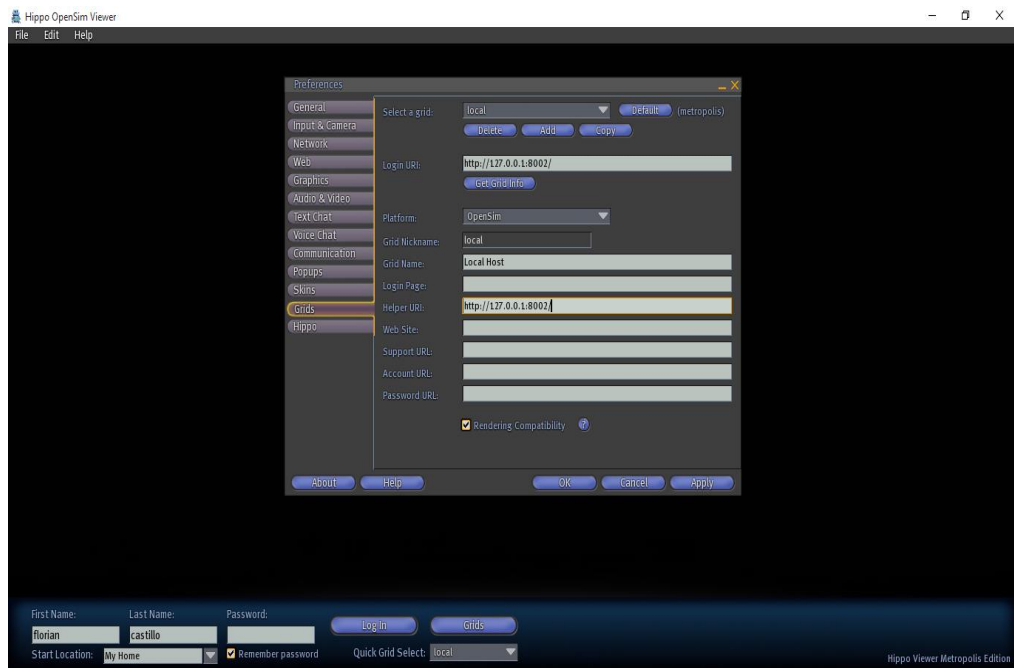 Hippo OpenSim Viewer
File Edit Help
Preferences
General
Input & Camera
Network
Web
Graphics
Audio & Video
Text Chat
Voice Chat
Communication
Popups
Skins
Grids
Hippo
Select a grid: local Default (metropolis)
Delete Add Copy
Login URI: http://127.0.0.1:8002/
Get Grid Info
Platform: OpenSim
Grid Nickname: local
Grid Name: Local Host
Login Page:
Helper URI: http://127.0.0.1:8002/
Web Site:
Support URL:
Account URL:
Password URL:
Rendering Compatibility ?
About Help OK Cancel Apply
First Name: Last Name: Password:
florian castillo Log In Grids
Start Location: My Home Remember password Quick Grid Select: local
Hippo Viewer Metropolis Edition